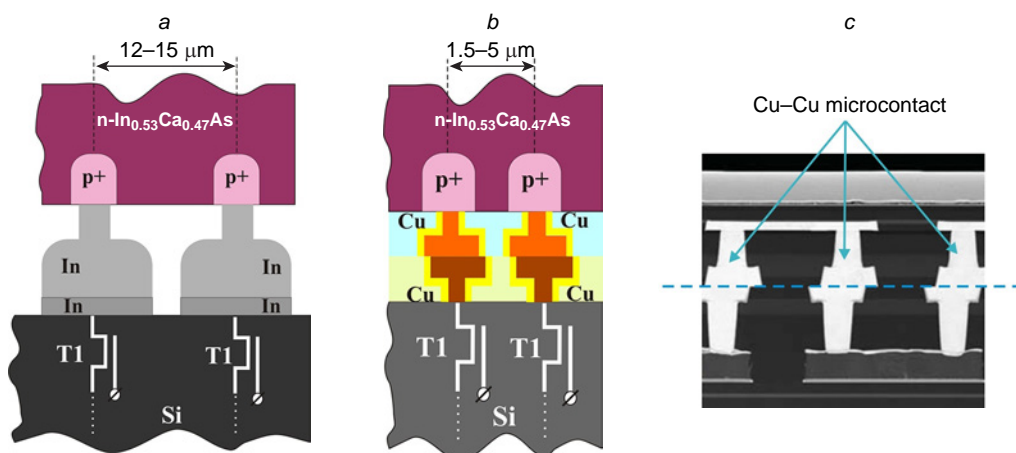 a
12–15 μm
n-In0.53Ca0.47As
p+
p+
In
In
In
In
T1
T1
Si
b
1.5–5 μm
n-In0.53Ca0.47As
p+
p+
Cu
Cu
Cu
Cu
T1
T1
Si
c
Cu–Cu microcontact